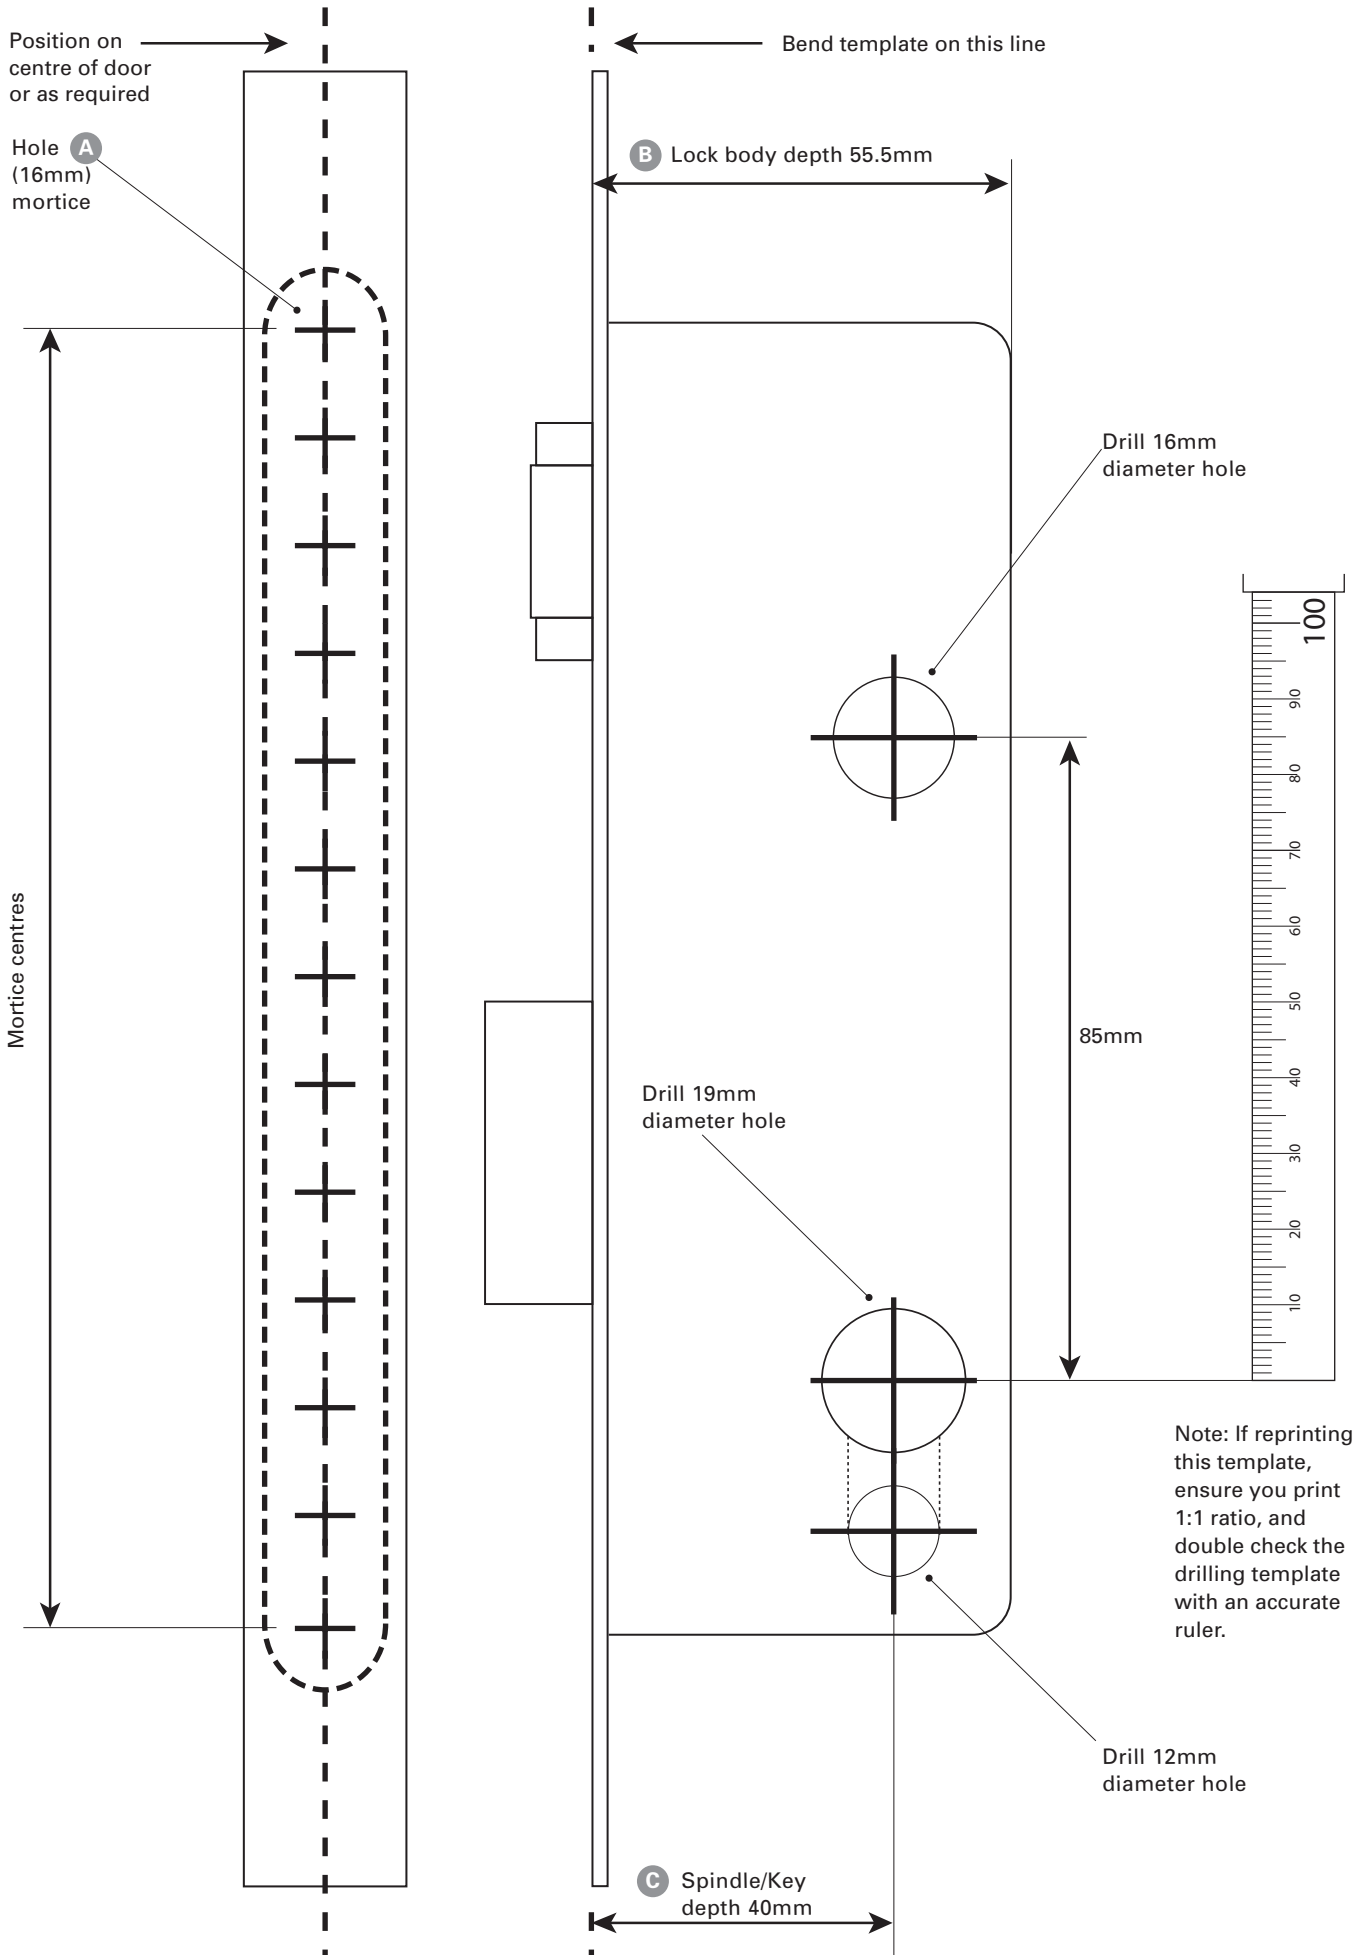 Position on
centre of door
or as required
Bend template on this line
Hole A
(16mm)
mortice
B Lock body depth 55.5mm
Drill 16mm
diameter hole
Mortice centres
85mm
Drill 19mm
diameter hole
100
90
80
70
60
50
40
30
20
10
Note: If reprinting
this template,
ensure you print
1:1 ratio, and
double check the
drilling template
with an accurate
ruler.
Drill 12mm
diameter hole
C Spindle/Key
depth 40mm